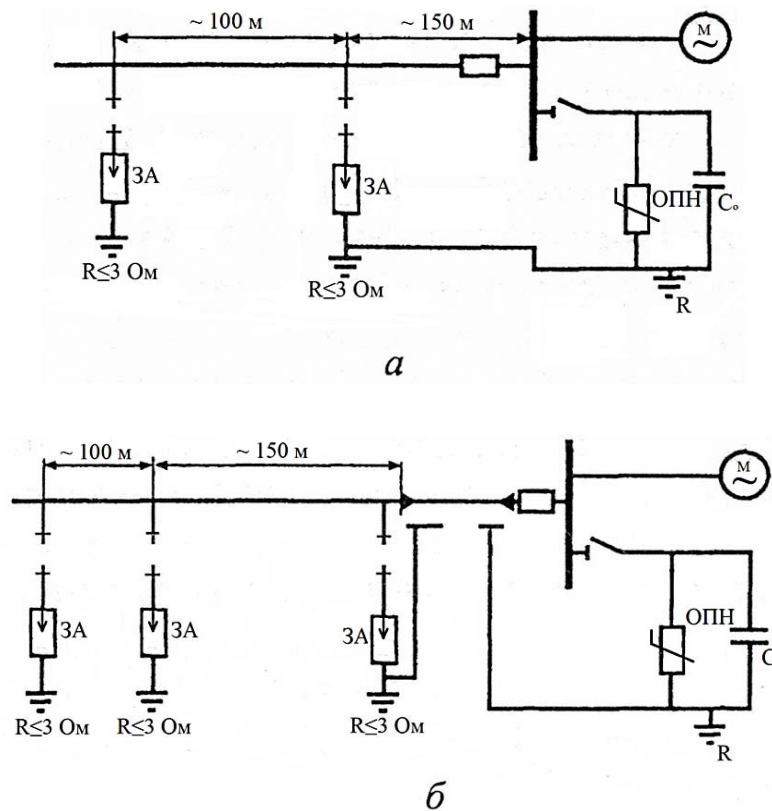 ~ 100 м
~ 150 м
М
~
ЗА
ЗА
ОПН
Cₒ
R≤3 Ом
R≤3 Ом
R
а
~ 100 м
~ 150 м
М
~
ЗА
ЗА
ЗА
ОПН
C
R≤3 Ом
R≤3 Ом
R≤3 Ом
R
б